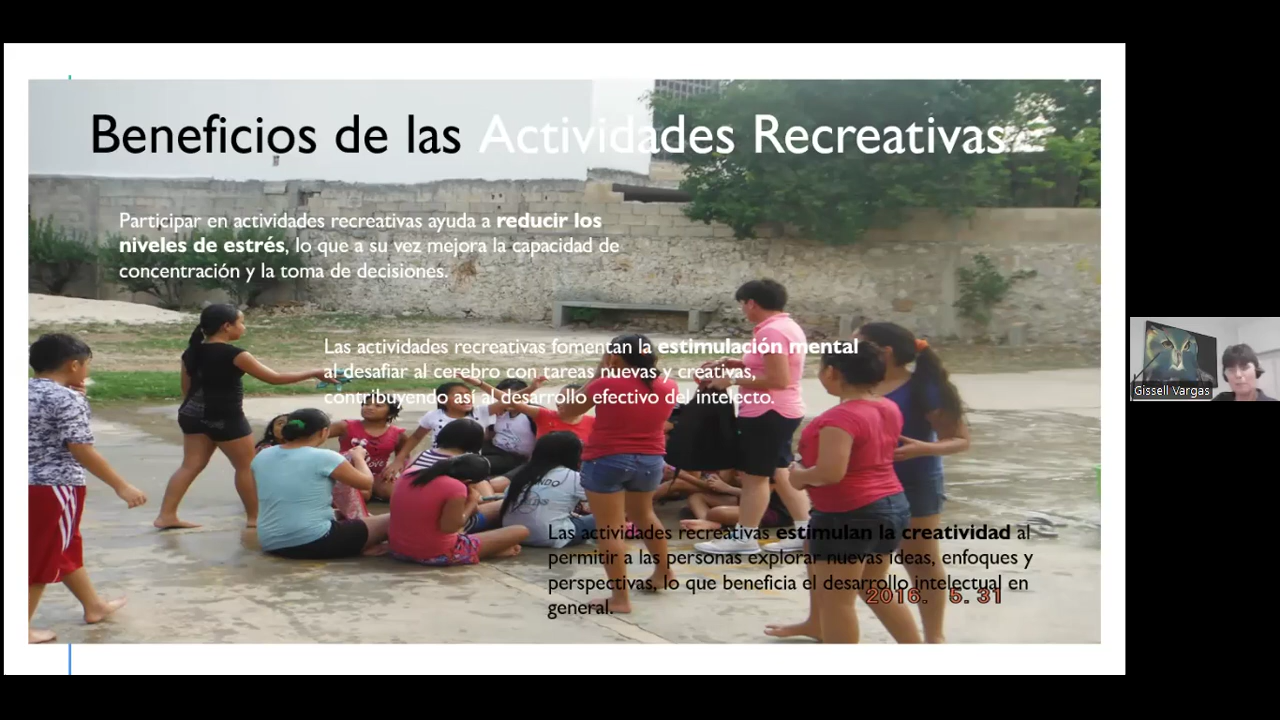 Beneficios de las Actividades Recreativas
Participar en actividades recreativas ayuda a reducir los
niveles de estrés, lo que a su vez mejora la capacidad de
concentración y la toma de decisiones.
Las actividades recreativas fomentan la estimulación mental
al desafiar al cerebro con tareas nuevas y creativas,
contribuyendo así al desarrollo efectivo del intelecto.
Las actividades recreativas estimulan la creatividad al
permitir a las personas explorar nuevas ideas, enfoques y
perspectivas, lo que beneficia el desarrollo intelectual en
general.
2016. 5.31
Gissell Vargas